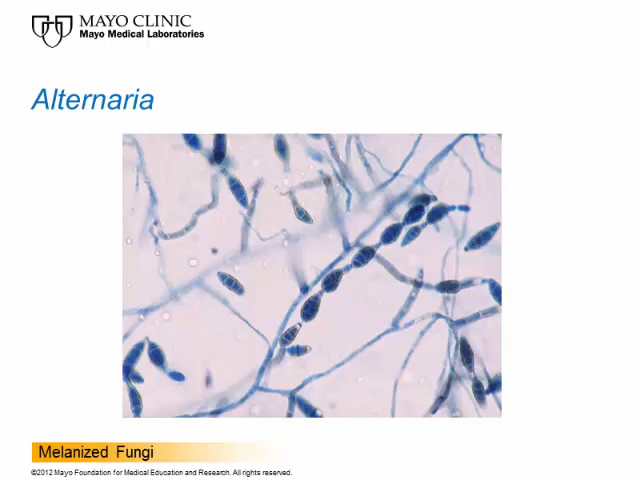 MAYO CLINIC
Mayo Medical Laboratories
Alternaria
Melanized Fungi
©2012 Mayo Foundation for Medical Education and Research. All rights reserved.